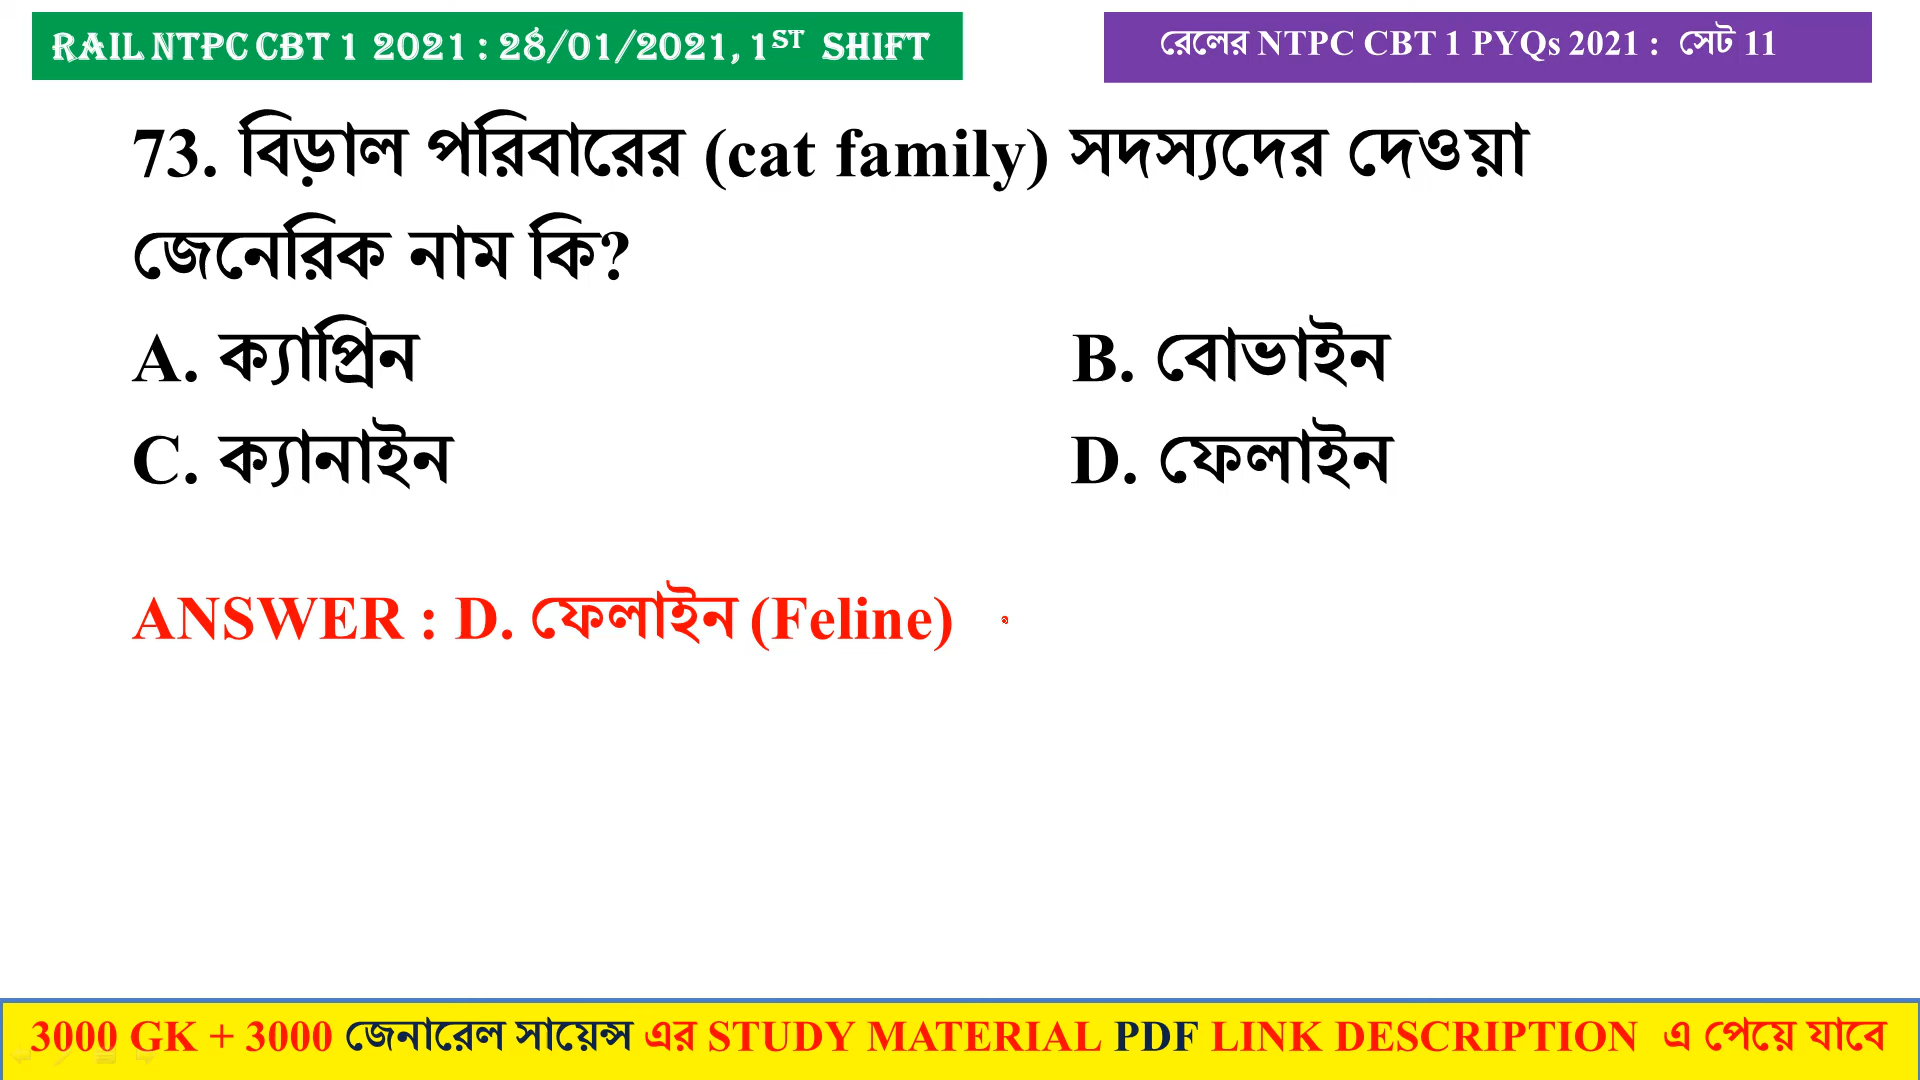 RAIL NTPC CBT 1 2021 : 28/01/2021, 1ST SHIFT
রেলের NTPC CBT 1 PYQs 2021 : সেট 11
73. বিড়াল পরিবারের (cat family) সদস্যদের দেওয়া
জেনেরিক নাম কি?
A. ক্যাপ্রিন
B. বোভাইন
C. ক্যানাইন
D. ফেলাইন
ANSWER : D. ফেলাইন (Feline)
3000 GK + 3000 জেনারেল সায়েন্স এর STUDY MATERIAL PDF LINK DESCRIPTION এ পেয়ে যাবে